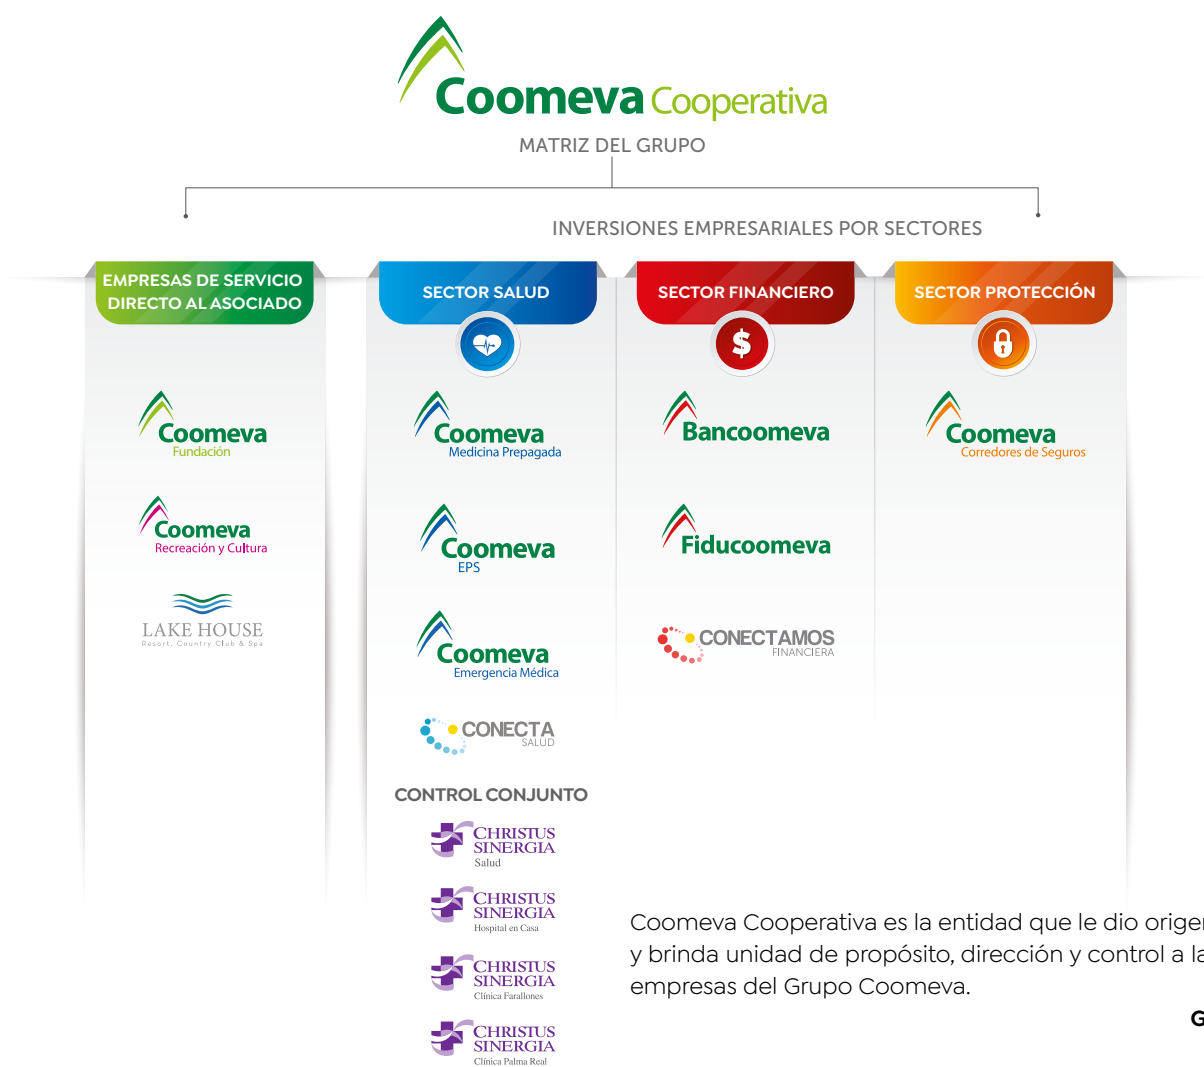 Coomeva Cooperativa
MATRIZ DEL GRUPO
INVERSIONES EMPRESARIALES POR SECTORES
EMPRESAS DE SERVICIO
DIRECTO AL ASOCIADO
Coomeva
Fundación
Coomeva
Recreación y Cultura
LAKE HOUSE
Resort, Country Club & Spa
SECTOR SALUD
Coomeva
Medicina Prepagada
Coomeva
EPS
Coomeva
Emergencia Médica
CONECTA
SALUD
CONTROL CONJUNTO
CHRISTUS
SINERGIA
Salud
CHRISTUS
SINERGIA
Hospital en Casa
CHRISTUS
SINERGIA
Clínica Farallones
CHRISTUS
SINERGIA
Clínica Palma Real
SECTOR FINANCIERO
$
Bancoomeva
Fiducoomeva
CONECTAMOS
FINANCIERA
SECTOR PROTECCIÓN
Coomeva
Corredores de Seguros
Coomeva Cooperativa es la entidad que le dio origen
y brinda unidad de propósito, dirección y control a la
empresas del Grupo Coomeva.
G